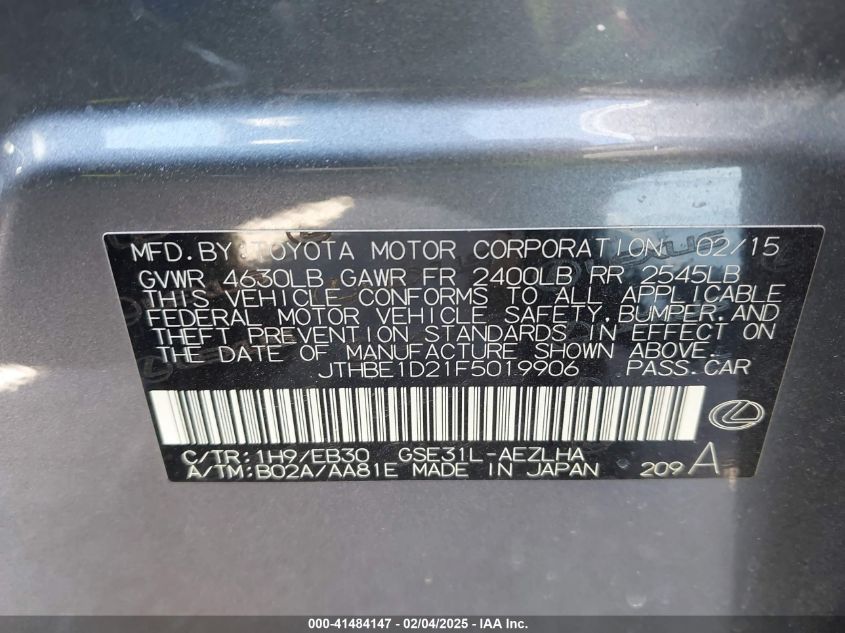 MFD.BY:TOYOTA MOTOR CORPORATION 02/15
GVWR 4630LB GAWR FR 2400LB RR 2545LB
THIS VEHICLE CONFORMS TO ALL APPLICABLE
FEDERAL MOTOR VEHICLE SAFETY,BUMPER,AND
THEFT PREVENTION STANDARDS IN EFFECT ON
THE DATE OF MANUFACTURE SHOWN ABOVE.
JTHBE1D21F5019906 PASS.CAR
C/TR:1H9/EB30 GSE31L-AEZLHA
A/TM:B02A/AA81E MADE IN JAPAN 209 A
000-41484147 — 02/04/2025 — IAA Inc.